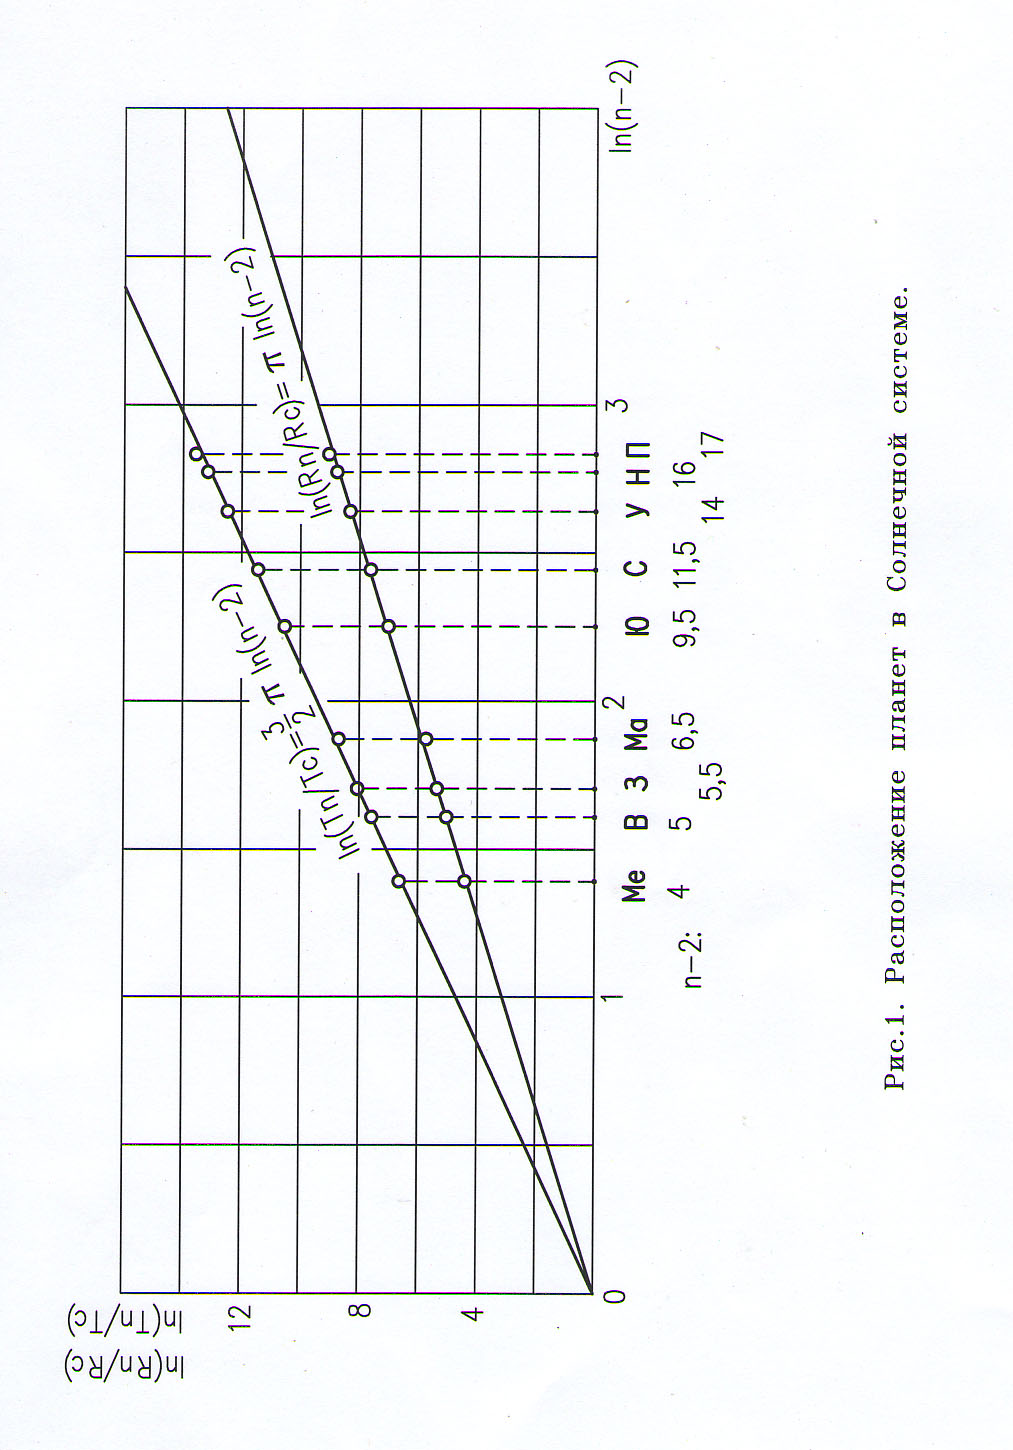 ln(Rn/Rc)
ln(Tn/Tc)
12
8
4
0
1
2
3
ln(n-2)
ln(Tn/Tc)=3/2 π ln(n-2)
ln(Rn/Rc)= π ln(n-2)
Ме В З Ма Ю С У Н П
n-2: 4 5 5,5 6,5 9,5 11,5 14 16 17
Рис.1. Расположение планет в Солнечной системе.